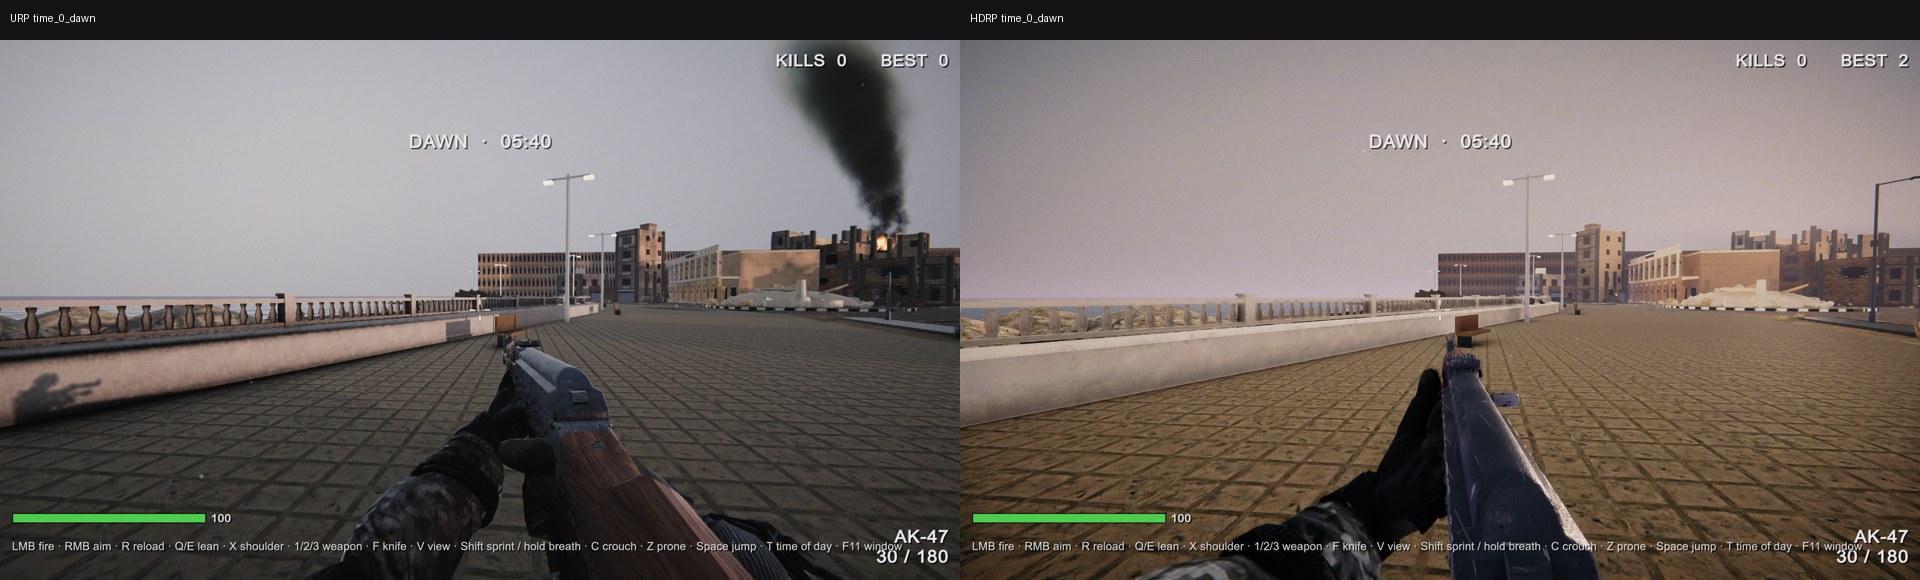 URP time_0_dawn
KILLS 0 BEST 0
DAWN · 05:40
100
AK-47
LMB fire · RMB aim · R reload · Q/E lean · X shoulder · 1/2/3 weapon · F knife · V view · Shift sprint / hold breath · C crouch · Z prone · Space jump · T time of day · F11 window
30 / 180
HDRP time_0_dawn
KILLS 0 BEST 2
DAWN · 05:40
100
AK-47
LMB fire · RMB aim · R reload · Q/E lean · X shoulder · 1/2/3 weapon · F knife · V view · Shift sprint / hold breath · C crouch · Z prone · Space jump · T time of day · F11 window
30 / 180